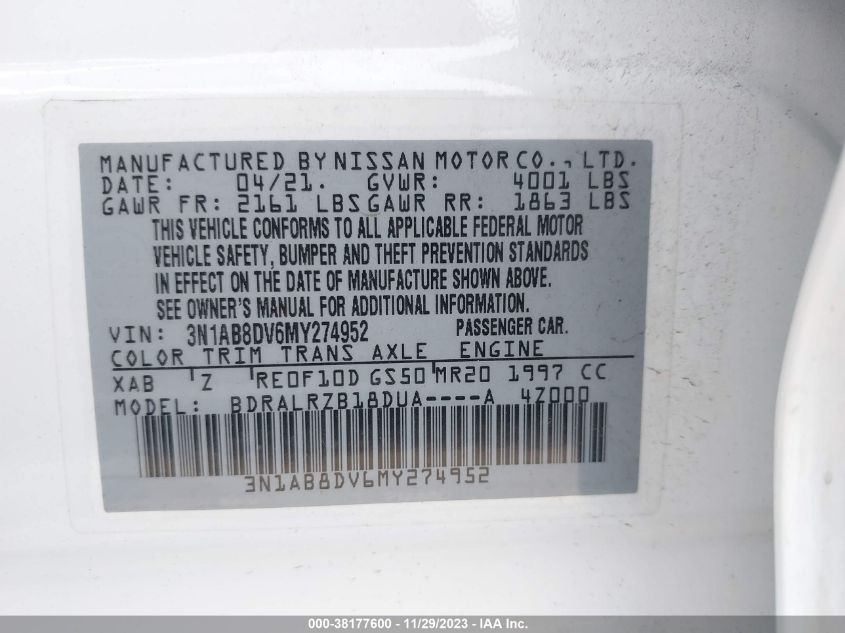 MANUFACTURED BY NISSAN MOTOR CO., LTD.
DATE: 04/21. GVWR: 4001 LBS
GAWR FR: 2161 LBS GAWR RR: 1863 LBS
THIS VEHICLE CONFORMS TO ALL APPLICABLE FEDERAL MOTOR
VEHICLE SAFETY, BUMPER AND THEFT PREVENTION STANDARDS
IN EFFECT ON THE DATE OF MANUFACTURE SHOWN ABOVE.
SEE OWNER'S MANUAL FOR ADDITIONAL INFORMATION.
VIN: 3N1AB8DV6MY274952 PASSENGER CAR.
COLOR TRIM TRANS AXLE ENGINE
XAB Z RE0F10D GS50 MR20 1997 CC
MODEL: BDRALRZB18DUA----A 4Z000
3N1AB8DV6MY274952
000-38177600 - 11/29/2023 - IAA Inc.